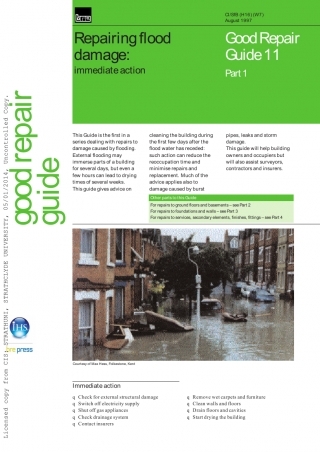 bre
CI/SfB (H16) (W7)
August 1997
Repairing flood
damage:
immediate action
Good Repair
Guide 11
Part 1
good repair
guide
This Guide is the first in a
series dealing with repairs to
damage caused by flooding.
External flooding may
immerse parts of a building
for several days, but even a
few hours can lead to drying
times of several weeks.
This guide gives advice on
cleaning the building during
the first few days after the
flood water has receded:
such action can reduce the
reoccupation time and
minimise repairs and
replacement. Much of the
advice applies also to
damage caused by burst
pipes, leaks and storm
damage.
This guide will help building
owners and occupiers but
will also assist surveyors,
contractors and insurers.
Other parts to this Guide
For repairs to ground floors and basements – see Part 2
For repairs to foundations and walls – see Part 3
For repairs to services, secondary elements, finishes, fittings – see Part 4
IHS
bre press
Courtesy of Bliss Press, Folkestone, Kent
Immediate action
q Check for external structural damage
q Switch off electricity supply
q Shut off gas appliances
q Check drainage system
q Contact insurers
q Remove wet carpets and furniture
q Clean walls and floors
q Drain floors and cavities
q Start drying the building
Licensed copy from CIS: STRATHUNI, STRATHCLYDE UNIVERSITY, 05/01/2014, Uncontrolled Copy.